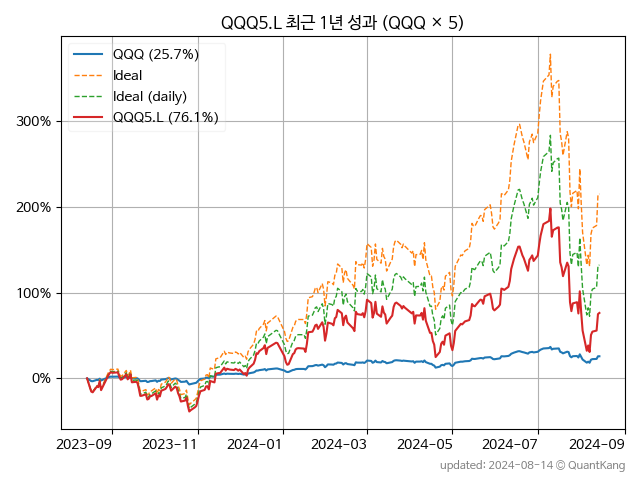 QQQ5.L 최근 1년 성과 (QQQ × 5)
QQQ (25.7%)
Ideal
Ideal (daily)
QQQ5.L (76.1%)
300%
200%
100%
0%
2023-09 2023-11 2024-01 2024-03 2024-05 2024-07 2024-09
updated: 2024-08-14 © QuantKang